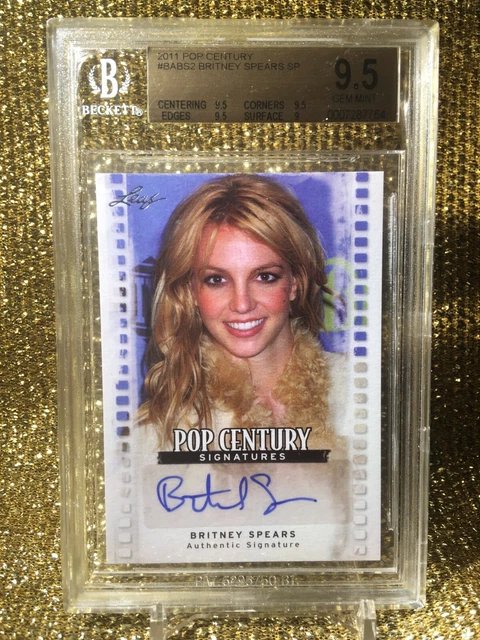 2011 POP CENTURY
#BABS2 BRITNEY SPEARS SP
9.5
GEM MINT
B
BECKETT
CENTERING 9.5 CORNERS 9.5
EDGES 9.5 SURFACE 9
0007287764
Leaf
POP CENTURY
SIGNATURES
BRITNEY SPEARS
Authentic Signature